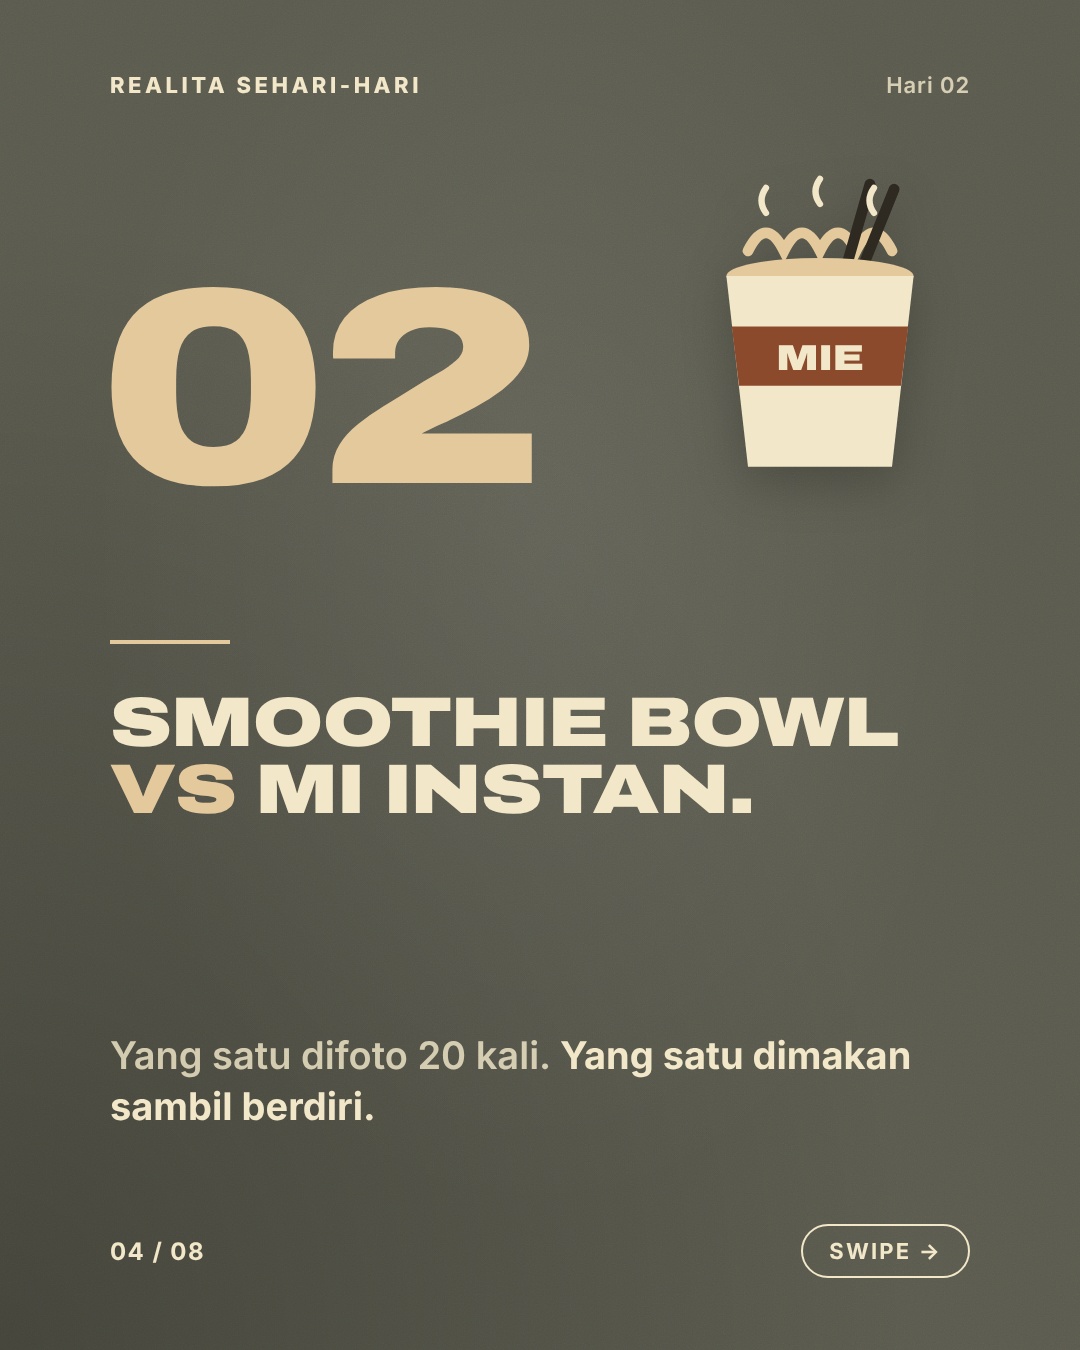 REALITA SEHARI-HARI
Hari 02
02
MIE
SMOOTHIE BOWL
VS MI INSTAN.
Yang satu difoto 20 kali. Yang satu dimakan
sambil berdiri.
04 / 08
SWIPE →